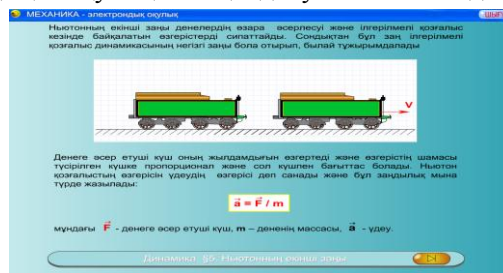 МЕХАНИКА - электрондық оқулық
Ньютонның екінші заңы денелердің өзара әсерлесуі және ілгерілмелі қозғалыс
кезінде байқалатын өзгерістерді сипаттайды. Сондықтан бұл заң ілгерілмелі
қозғалыс динамикасының негізгі заңы бола отырып, былай тұжырымдалады
V
Денеге әсер етуші күш оның жылдамдығын өзгертеді және өзгерістің шамасы
түсірілген күшке пропорционал және сол күшпен бағыттас болады. Ньютон
қозғалыстың өзгерісін үдеудің өзгерісі деп санады және бұл заңдылық мына
түрде жазылады:
a = F / m
мұндағы F - денеге әсер етуші күш, m – дененің массасы, a - үдеу.
Динамика. §5. Ньютонның екінші заңы